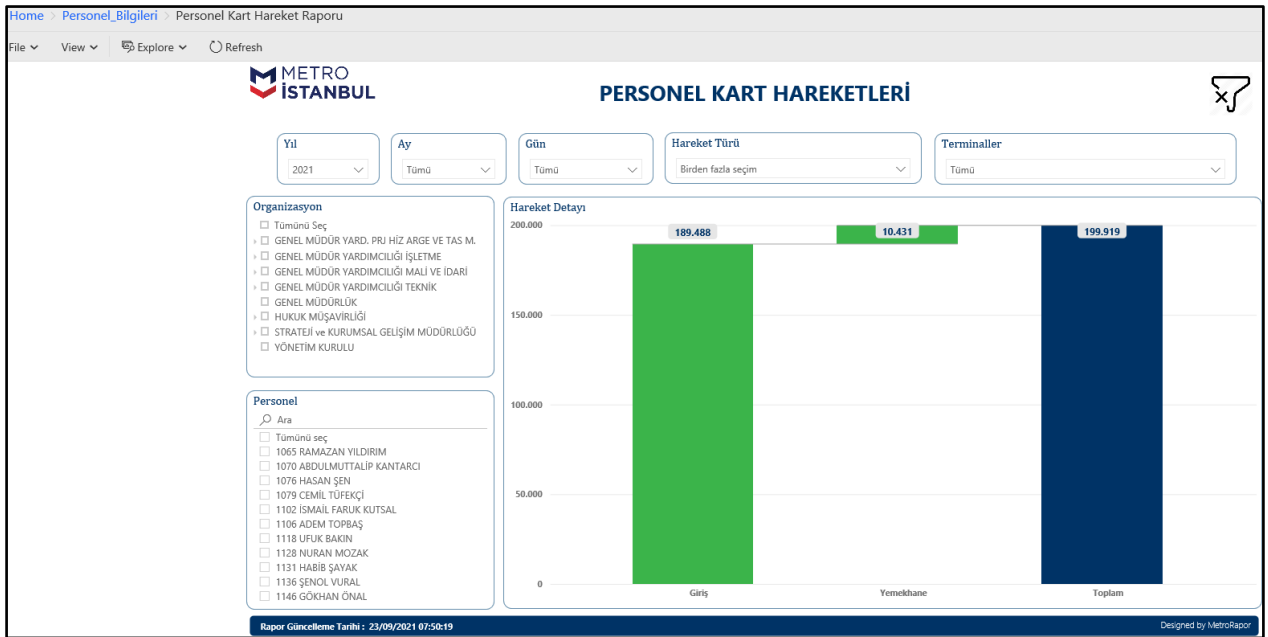 Home > Personel_Bilgileri > Personel Kart Hareket Raporu
File View Explore Refresh
METRO
İSTANBUL
PERSONEL KART HAREKETLERİ
Yıl
2021
Ay
Tümü
Gün
Tümü
Hareket Türü
Birden fazla seçim
Terminaller
Tümü
Organizasyon
Tümünü Seç
GENEL MÜDÜR YARD. PRJ HİZ ARGE VE TAS M.
GENEL MÜDÜR YARDIMCILIĞI İŞLETME
GENEL MÜDÜR YARDIMCILIĞI MALİ VE İDARİ
GENEL MÜDÜR YARDIMCILIĞI TEKNİK
GENEL MÜDÜRLÜK
HUKUK MÜŞAVİRLİĞİ
STRATEJİ ve KURUMSAL GELİŞİM MÜDÜRLÜĞÜ
YÖNETİM KURULU
Personel
Ara
Tümünü seç
1065 RAMAZAN YILDIRIM
1070 ABDULMUTTALİP KANTARCI
1076 HASAN ŞEN
1079 CEMİL TÜFEKÇİ
1102 İSMAİL FARUK KUTSAL
1106 ADEM TOPBAŞ
1118 UFUK BAKIN
1128 NURAN MOZAK
1131 HABİB ŞAYAK
1136 ŞENOL VURAL
1146 GÖKHAN ÖNAL
Hareket Detayı
200.000
150.000
100.000
50.000
0
189.488
10.431
199.919
Giriş
Yemekhane
Toplam
Rapor Güncelleme Tarihi : 23/09/2021 07:50:19
Designed by MetroRapor